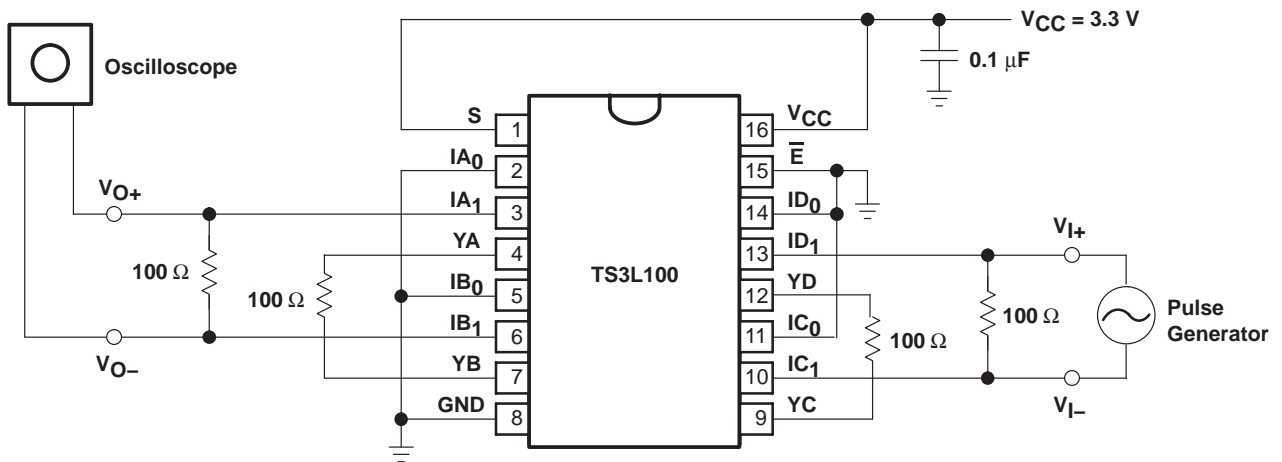 VCC = 3.3 V
0.1 μF
Oscilloscope
S
1
IA0
2
VO+
IA1
3
YA
4
100 Ω
100 Ω
IB0
5
IB1
6
VO–
YB
7
GND
8
TS3L100
VCC
16
E̅
15
ID0
14
ID1
13
VI+
YD
12
100 Ω
100 Ω
Pulse
Generator
IC0
11
IC1
10
VI–
YC
9